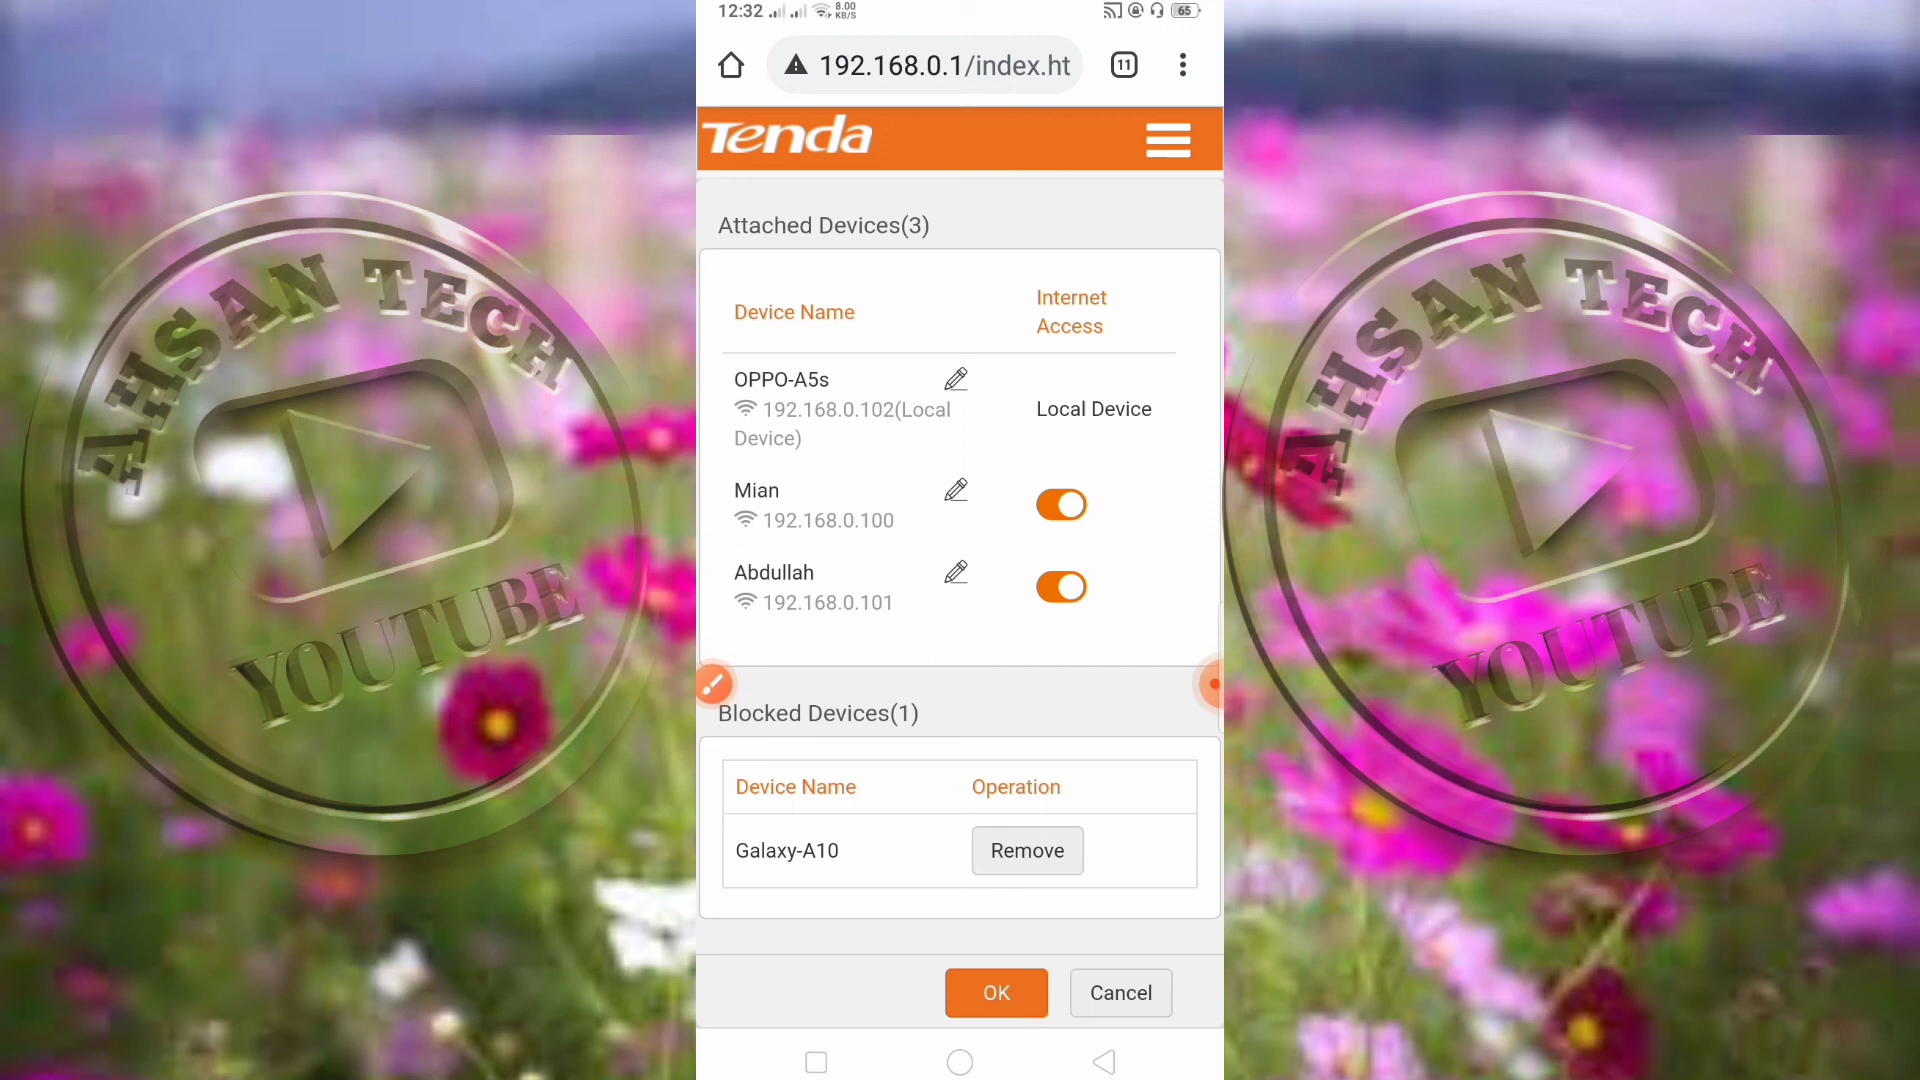 12:32
8.00
KB/S
65
192.168.0.1/index.ht
11
Tenda
Attached Devices(3)
Device Name
Internet
Access
OPPO-A5s
192.168.0.102(Local
Device)
Local Device
Mian
192.168.0.100
Abdullah
192.168.0.101
Blocked Devices(1)
Device Name
Operation
Galaxy-A10
Remove
OK
Cancel
AHSAN TECH
YOUTUBE
AHSAN TECH
YOUTUBE